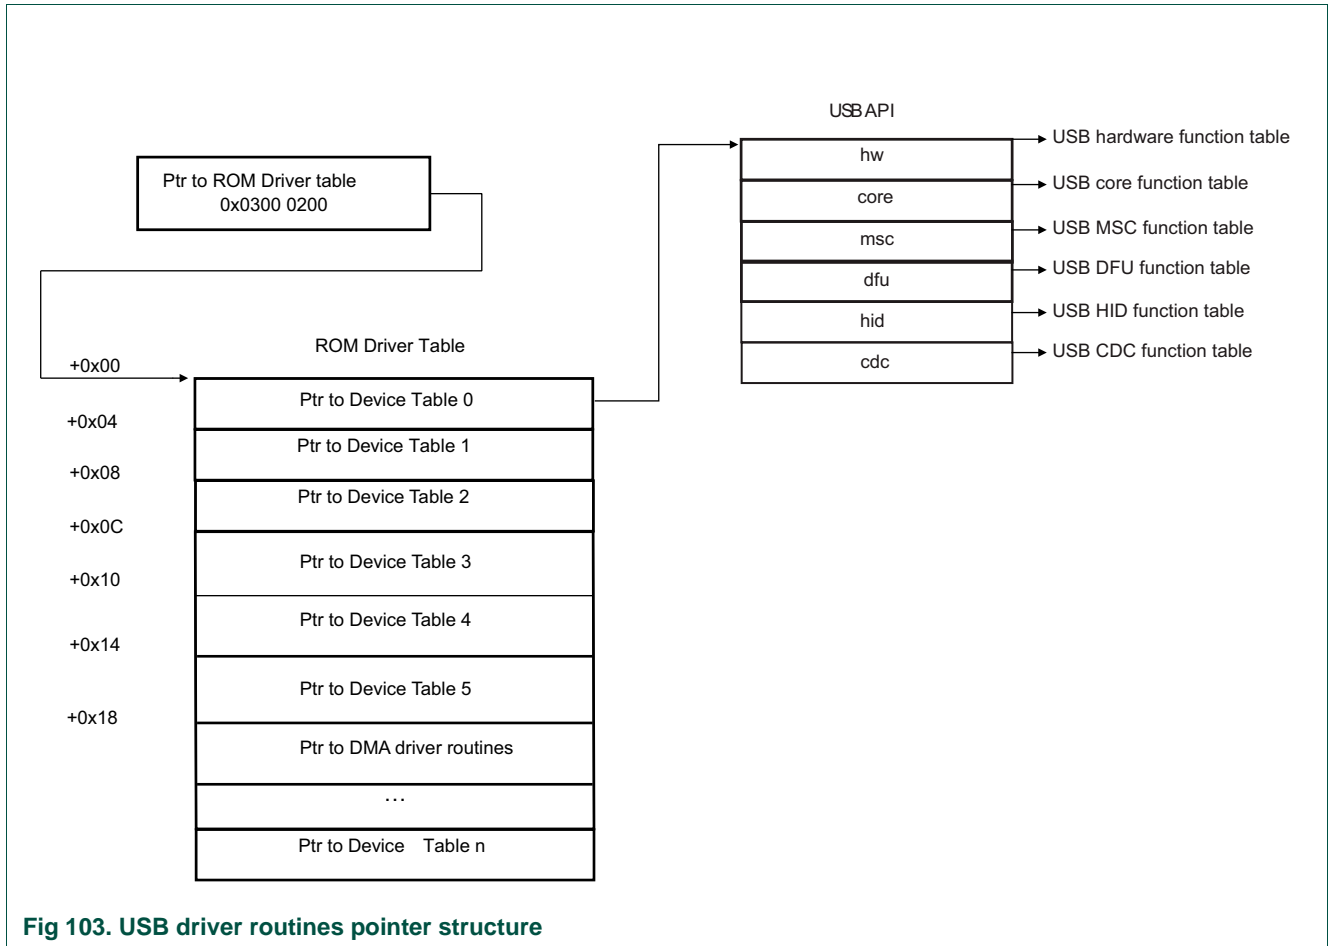 USB API
hw
core
msc
dfu
hid
cdc
USB hardware function table
USB core function table
USB MSC function table
USB DFU function table
USB HID function table
USB CDC function table
Ptr to ROM Driver table
0x0300 0200
ROM Driver Table
+0x00
+0x04
+0x08
+0x0C
+0x10
+0x14
+0x18
Ptr to Device Table 0
Ptr to Device Table 1
Ptr to Device Table 2
Ptr to Device Table 3
Ptr to Device Table 4
Ptr to Device Table 5
Ptr to DMA driver routines
...
Ptr to Device Table n
Fig 103. USB driver routines pointer structure